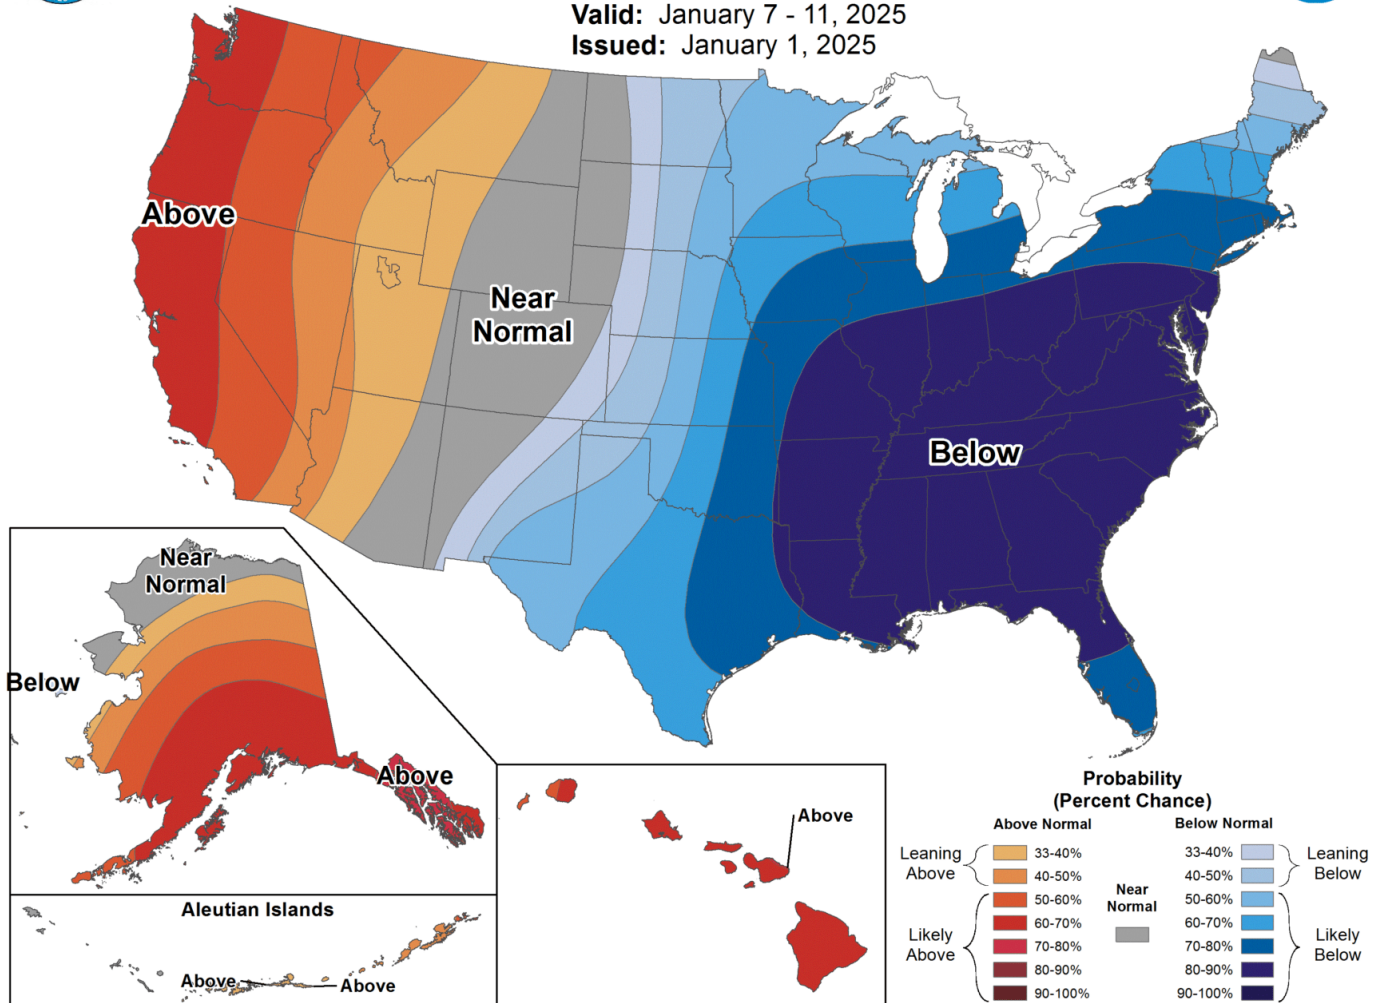 Valid: January 7 - 11, 2025
Issued: January 1, 2025
Above
Near
Normal
Below
Near
Normal
Below
Above
Aleutian Islands
Above
Above
Above
Probability
(Percent Chance)
Above Normal
Below Normal
Leaning
Above
33-40%
40-50%
Likely
Above
50-60%
60-70%
70-80%
80-90%
90-100%
Near
Normal
33-40%
40-50%
Leaning
Below
50-60%
60-70%
70-80%
80-90%
90-100%
Likely
Below